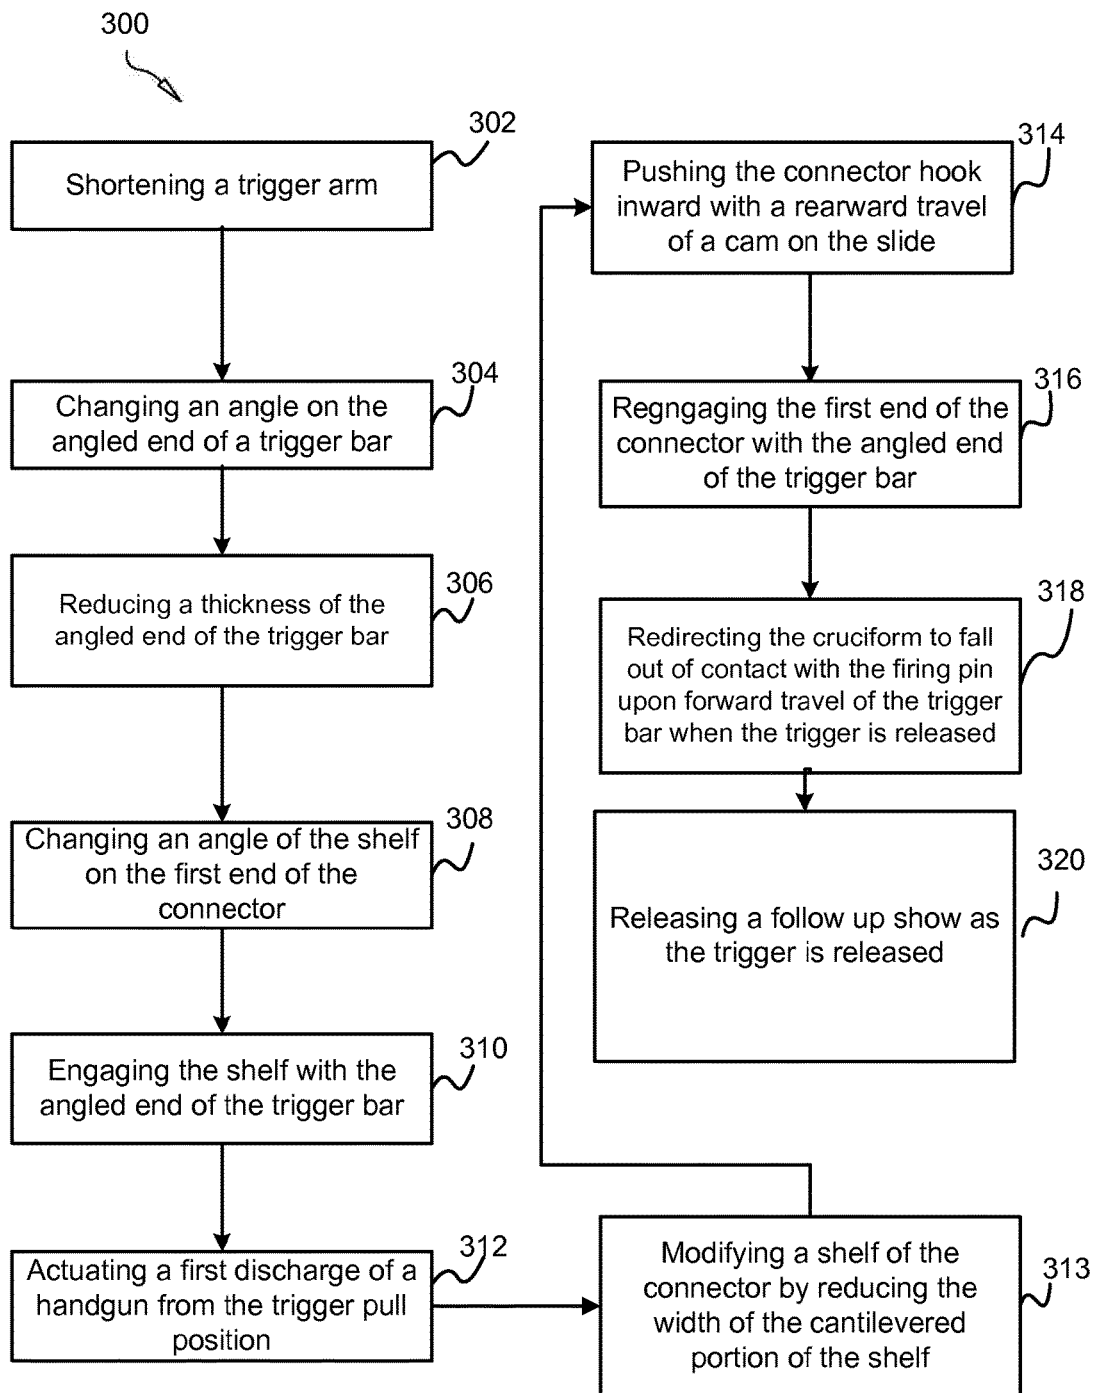 300
302
Shortening a trigger arm
304
Changing an angle on the
angled end of a trigger bar
306
Reducing a thickness of the
angled end of the trigger bar
308
Changing an angle of the shelf
on the first end of the
connector
310
Engaging the shelf with the
angled end of the trigger bar
312
Actuating a first discharge of a
handgun from the trigger pull
position
313
Modifying a shelf of the
connector by reducing the
width of the cantilevered
portion of the shelf
314
Pushing the connector hook
inward with a rearward travel
of a cam on the slide
316
Regngaging the first end of the
connector with the angled end
of the trigger bar
318
Redirecting the cruciform to fall
out of contact with the firing pin
upon forward travel of the trigger
bar when the trigger is released
320
Releasing a follow up show as
the trigger is released